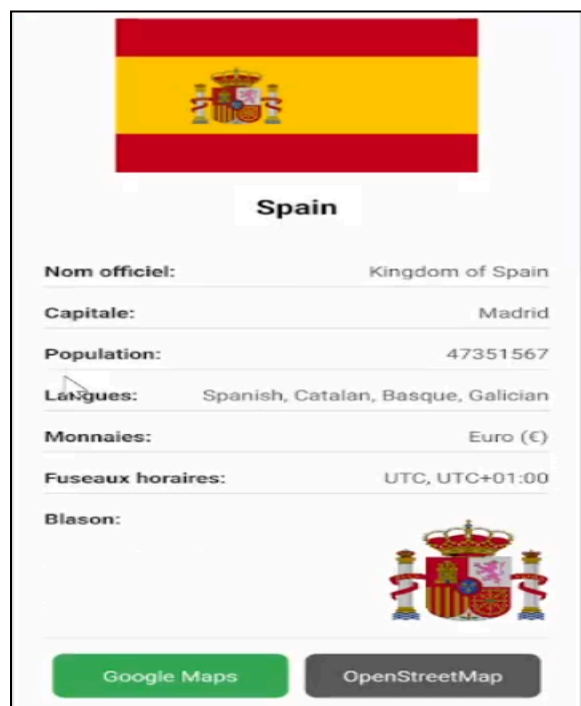 Spain
Nom officiel: Kingdom of Spain
Capitale: Madrid
Population: 47351567
Langues: Spanish, Catalan, Basque, Galician
Monnaies: Euro (€)
Fuseaux horaires: UTC, UTC+01:00
Blason:
Google Maps OpenStreetMap